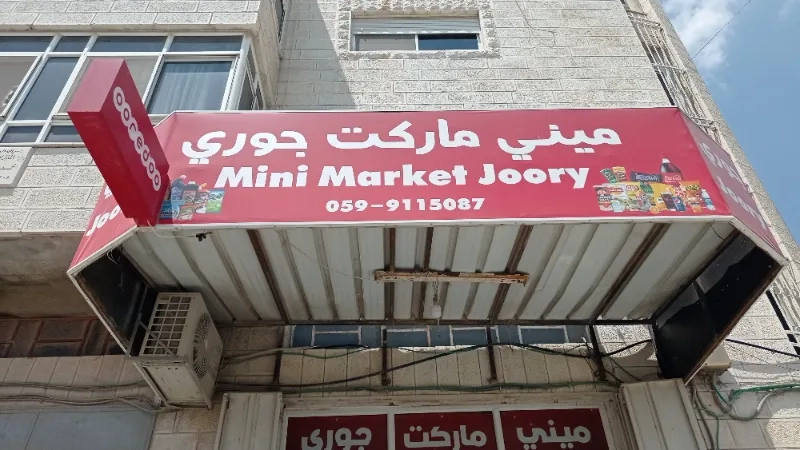 ooredoo
ميني ماركت جوري
Mini Market Joory
059-9115087
ميني ماركت جوري